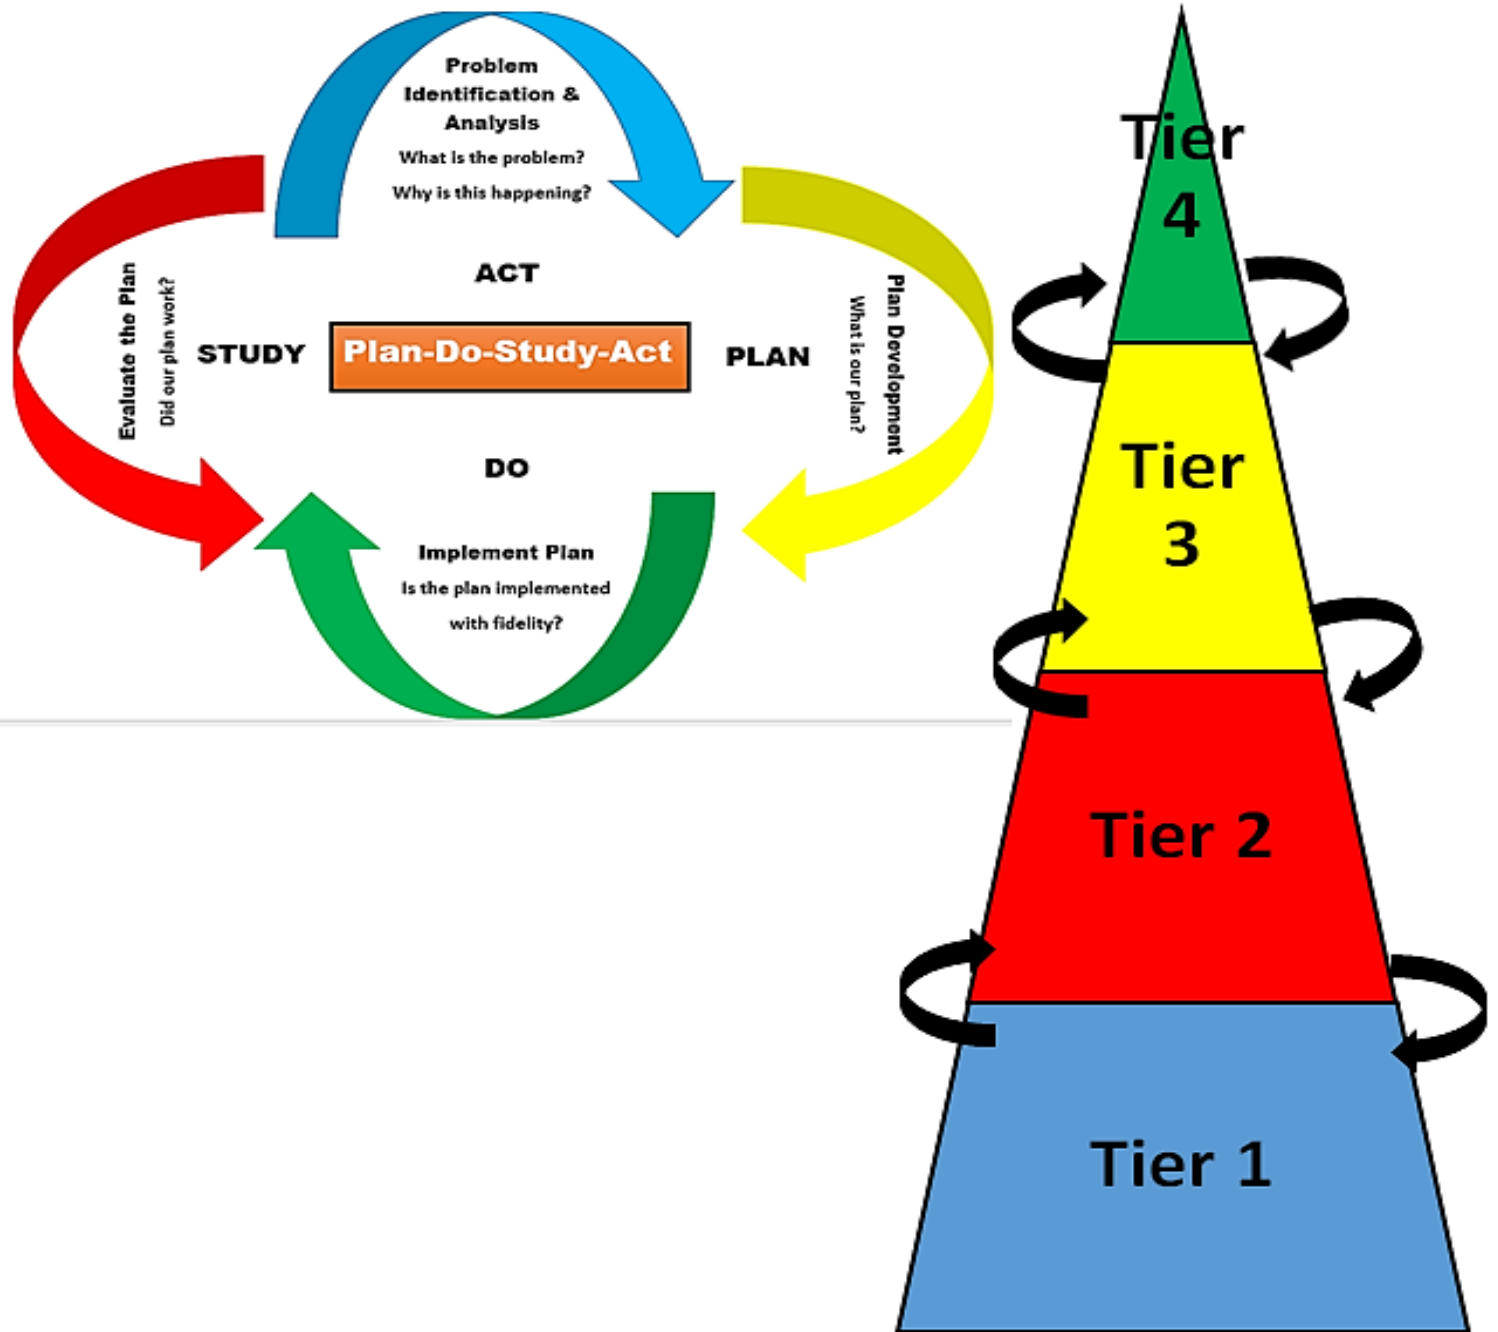 Problem
Identification &
Analysis
What is the problem?
Why is this happening?
ACT
Evaluate the Plan
Did our plan work?
STUDY
Plan-Do-Study-Act
PLAN
Plan Development
What is our plan?
DO
Implement Plan
Is the plan implemented
with fidelity?
Tier
4
Tier
3
Tier 2
Tier 1